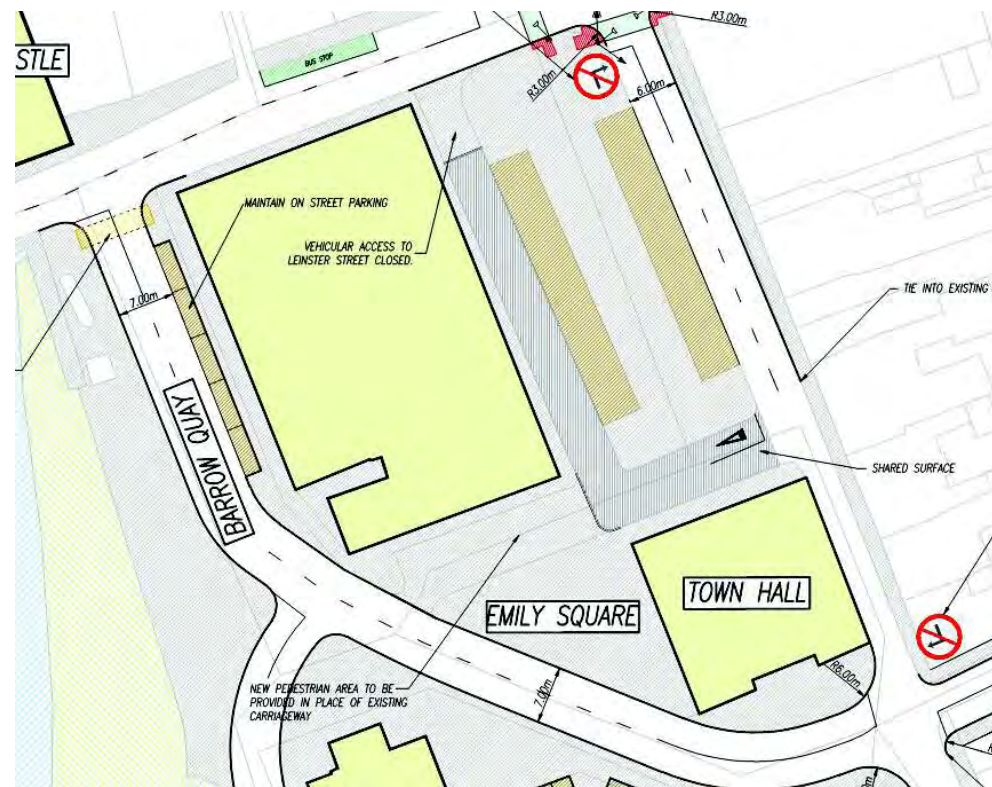 STLE
BUS STOP
R3.00m
R3.00m
6.00m
MAINTAIN ON STREET PARKING
VEHICULAR ACCESS TO
LEINSTER STREET CLOSED.
7.00m
TIE INTO EXISTING
BARROW QUAY
SHARED SURFACE
TOWN HALL
EMILY SQUARE
NEW PEDESTRIAN AREA TO BE
PROVIDED IN PLACE OF EXISTING
CARRIAGEWAY
7.00m
R6.00m